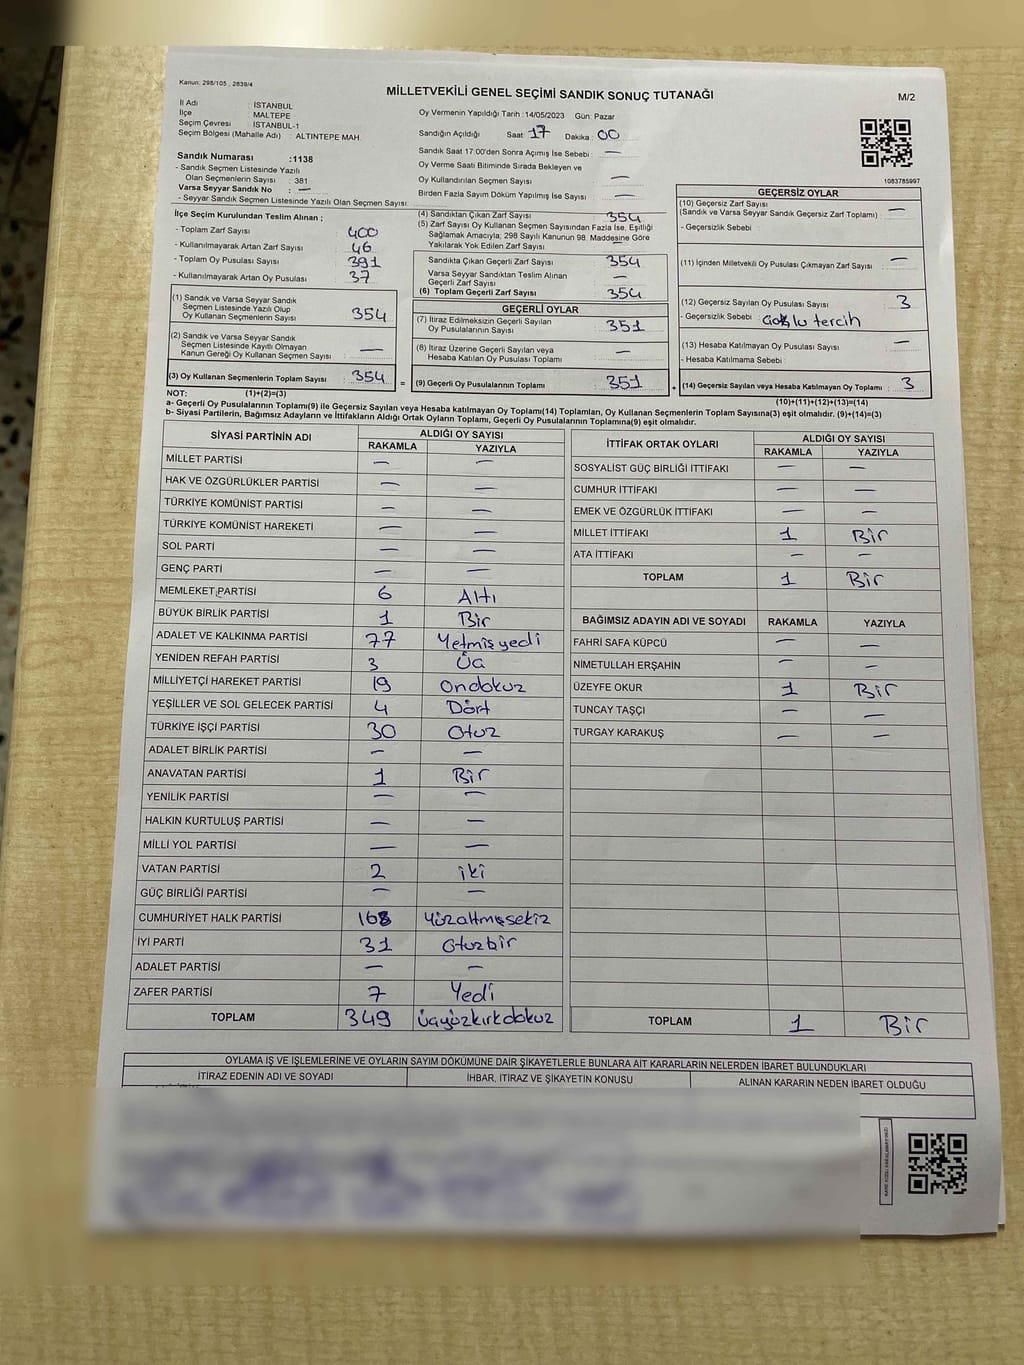 Kanun: 298/105 , 2839/4
MİLLETVEKİLİ GENEL SEÇİMİ SANDIK SONUÇ TUTANAĞI
M/2
İl Adı : İSTANBUL
İlçe : MALTEPE
Seçim Çevresi : İSTANBUL-1
Seçim Bölgesi (Mahalle Adı) : ALTINTEPE MAH.
Sandık Numarası :1138
- Sandık Seçmen Listesinde Yazılı
Olan Seçmenlerin Sayısı : 381
Varsa Seyyar Sandık No : —
- Seyyar Sandık Seçmen Listesinde Yazılı Olan Seçmen Sayısı:
Oy Vermenin Yapıldığı Tarih : 14/05/2023 Gün: Pazar
Sandığın Açıldığı Saat : 17 Dakika : 00
Sandık Saat 17:00'den Sonra Açımış İse Sebebi : —
Oy Verme Saati Bitiminde Sırada Bekleyen ve
Oy Kullandırılan Seçmen Sayısı : —
Birden Fazla Sayım Döküm Yapılmış İse Sayısı : —
1083785997
İlçe Seçim Kurulundan Teslim Alınan ;
- Toplam Zarf Sayısı : 400
- Kullanılmayarak Artan Zarf Sayısı : 46
- Toplam Oy Pusulası Sayısı : 391
- Kullanılmayarak Artan Oy Pusulası : 37
(1) Sandık ve Varsa Seyyar Sandık
Seçmen Listesinde Yazılı Olup
Oy Kullanan Seçmenlerin Sayısı : 354
(2) Sandık ve Varsa Seyyar Sandık
Seçmen Listesinde Kayıtlı Olmayan
Kanun Gereği Oy Kullanan Seçmen Sayısı : —
(3) Oy Kullanan Seçmenlerin Toplam Sayısı : 354
(4) Sandıktan Çıkan Zarf Sayısı : 354
(5) Zarf Sayısı Oy Kullanan Seçmen Sayısından Fazla İse, Eşitliği
Sağlamak Amacıyla; 298 Sayılı Kanunun 98. Maddesine Göre
Yakılarak Yok Edilen Zarf Sayısı : —
Sandıkta Çıkan Geçerli Zarf Sayısı : 354
Varsa Seyyar Sandıktan Teslim Alınan
Geçerli Zarf Sayısı : —
(6) Toplam Geçerli Zarf Sayısı : 354
GEÇERLİ OYLAR
(7) İtiraz Edilmeksizin Geçerli Sayılan
Oy Pusulalarının Sayısı : 351
(8) İtiraz Üzerine Geçerli Sayılan veya
Hesaba Katılan Oy Pusulası Toplamı : —
= (9) Geçerli Oy Pusulalarının Toplamı : 351
GEÇERSİZ OYLAR
(10) Geçersiz Zarf Sayısı
(Sandık ve Varsa Seyyar Sandık Geçersiz Zarf Toplamı) : —
- Geçersizlik Sebebi :
(11) İçinden Milletvekili Oy Pusulası Çıkmayan Zarf Sayısı : —
(12) Geçersiz Sayılan Oy Pusulası Sayısı : 3
- Geçersizlik Sebebi : Çoklu tercih
(13) Hesaba Katılmayan Oy Pusulası Sayısı : —
- Hesaba Katılmama Sebebi :
+ (14) Geçersiz Sayılan veya Hesaba Katılmayan Oy Toplamı : 3
NOT: (1)+(2)=(3)
(10)+(11)+(12)+(13)=(14)
a- Geçerli Oy Pusulalarının Toplamı(9) ile Geçersiz Sayılan veya Hesaba katılmayan Oy Toplamı(14) Toplamları, Oy Kullanan Seçmenlerin Toplam Sayısına(3) eşit olmalıdır. (9)+(14)=(3)
b- Siyasi Partilerin, Bağımsız Adayların ve İttifakların Aldığı Ortak Oyların Toplamı, Geçerli Oy Pusulalarının Toplamına(9) eşit olmalıdır.
SİYASİ PARTİNİN ADI ALDIĞI OY SAYISI
RAKAMLA YAZIYLA
MİLLET PARTİSİ — —
HAK VE ÖZGÜRLÜKLER PARTİSİ — —
TÜRKİYE KOMÜNİST PARTİSİ — —
TÜRKİYE KOMÜNİST HAREKETİ — —
SOL PARTİ — —
GENÇ PARTİ — —
MEMLEKET PARTİSİ 6 Altı
BÜYÜK BİRLİK PARTİSİ 1 Bir
ADALET VE KALKINMA PARTİSİ 77 Yetmişyedi
YENİDEN REFAH PARTİSİ 3 Üç
MİLLİYETÇİ HAREKET PARTİSİ 19 Ondokuz
YEŞİLLER VE SOL GELECEK PARTİSİ 4 Dört
TÜRKİYE İŞÇİ PARTİSİ 30 Otuz
ADALET BİRLİK PARTİSİ — —
ANAVATAN PARTİSİ 1 Bir
YENİLİK PARTİSİ — —
HALKIN KURTULUŞ PARTİSİ — —
MİLLİ YOL PARTİSİ — —
VATAN PARTİSİ 2 iki
GÜÇ BİRLİĞİ PARTİSİ — —
CUMHURİYET HALK PARTİSİ 168 Yüzaltmışsekiz
İYİ PARTİ 31 Otuzbir
ADALET PARTİSİ — —
ZAFER PARTİSİ 7 Yedi
TOPLAM 349 üçyüzkırkdokuz
İTTİFAK ORTAK OYLARI ALDIĞI OY SAYISI
RAKAMLA YAZIYLA
SOSYALİST GÜÇ BİRLİĞİ İTTİFAKI — —
CUMHUR İTTİFAKI — —
EMEK VE ÖZGÜRLÜK İTTİFAKI — —
MİLLET İTTİFAKI 1 Bir
ATA İTTİFAKI — —
TOPLAM 1 Bir
BAĞIMSIZ ADAYIN ADI VE SOYADI RAKAMLA YAZIYLA
FAHRİ SAFA KÜPCÜ — —
NİMETULLAH ERŞAHİN — —
ÜZEYFE OKUR 1 Bir
TUNCAY TAŞÇI — —
TURGAY KARAKUŞ — —
TOPLAM 1 Bir
OYLAMA İŞ VE İŞLEMLERİNE VE OYLARIN SAYIM DÖKÜMÜNE DAİR ŞİKAYETLERLE BUNLARA AİT KARARLARIN NELERDEN İBARET BULUNDUKLARI
İTİRAZ EDENİN ADI VE SOYADI İHBAR, İTİRAZ VE ŞİKAYETİN KONUSU ALINAN KARARIN NEDEN İBARET OLDUĞU